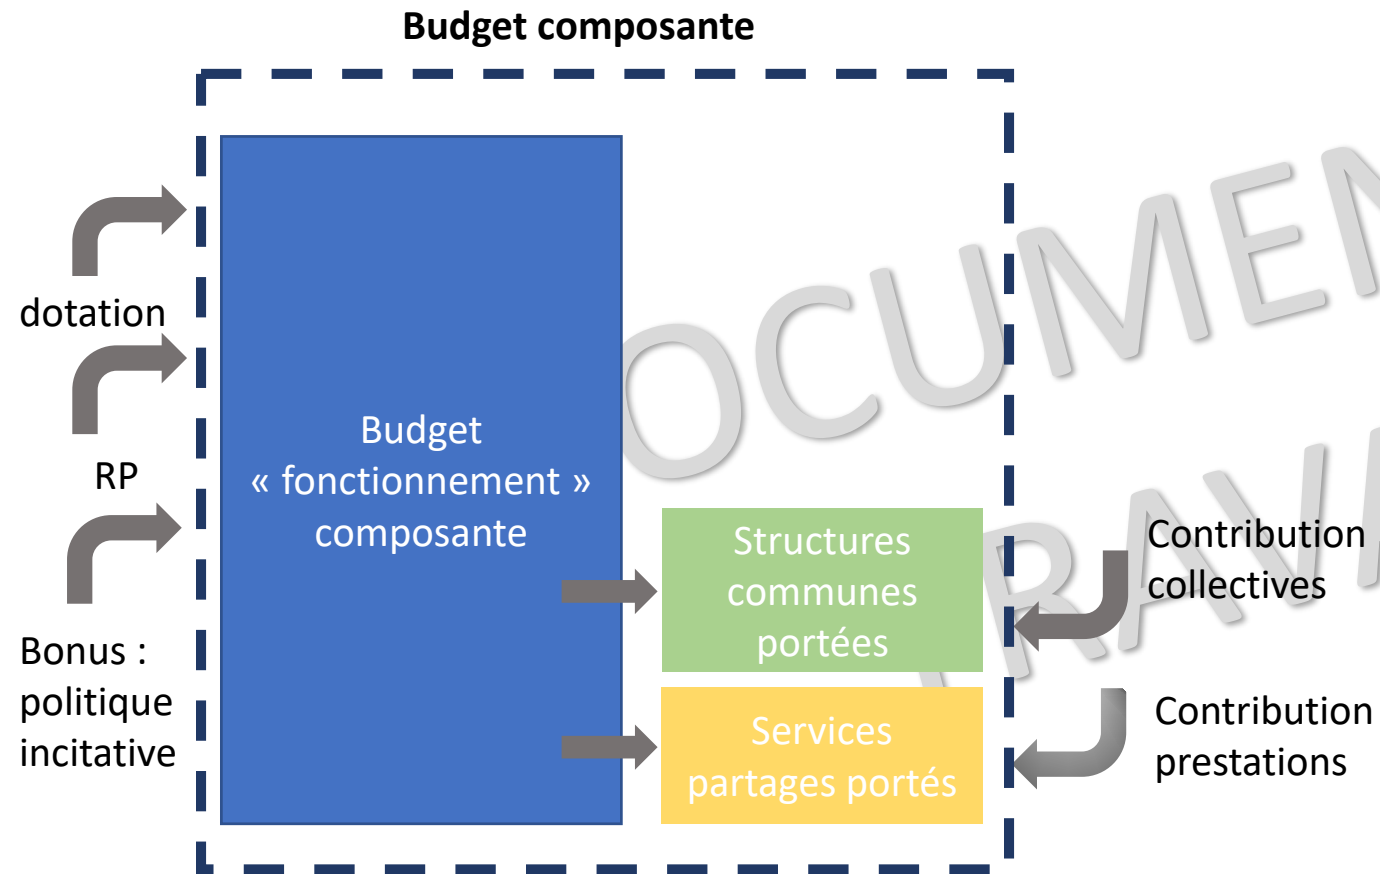 Budget composante
dotation
RP
Bonus :
politique
incitative
Budget
« fonctionnement »
composante
Structures
communes
portées
Services
partages portés
Contribution
collectives
Contribution
prestations